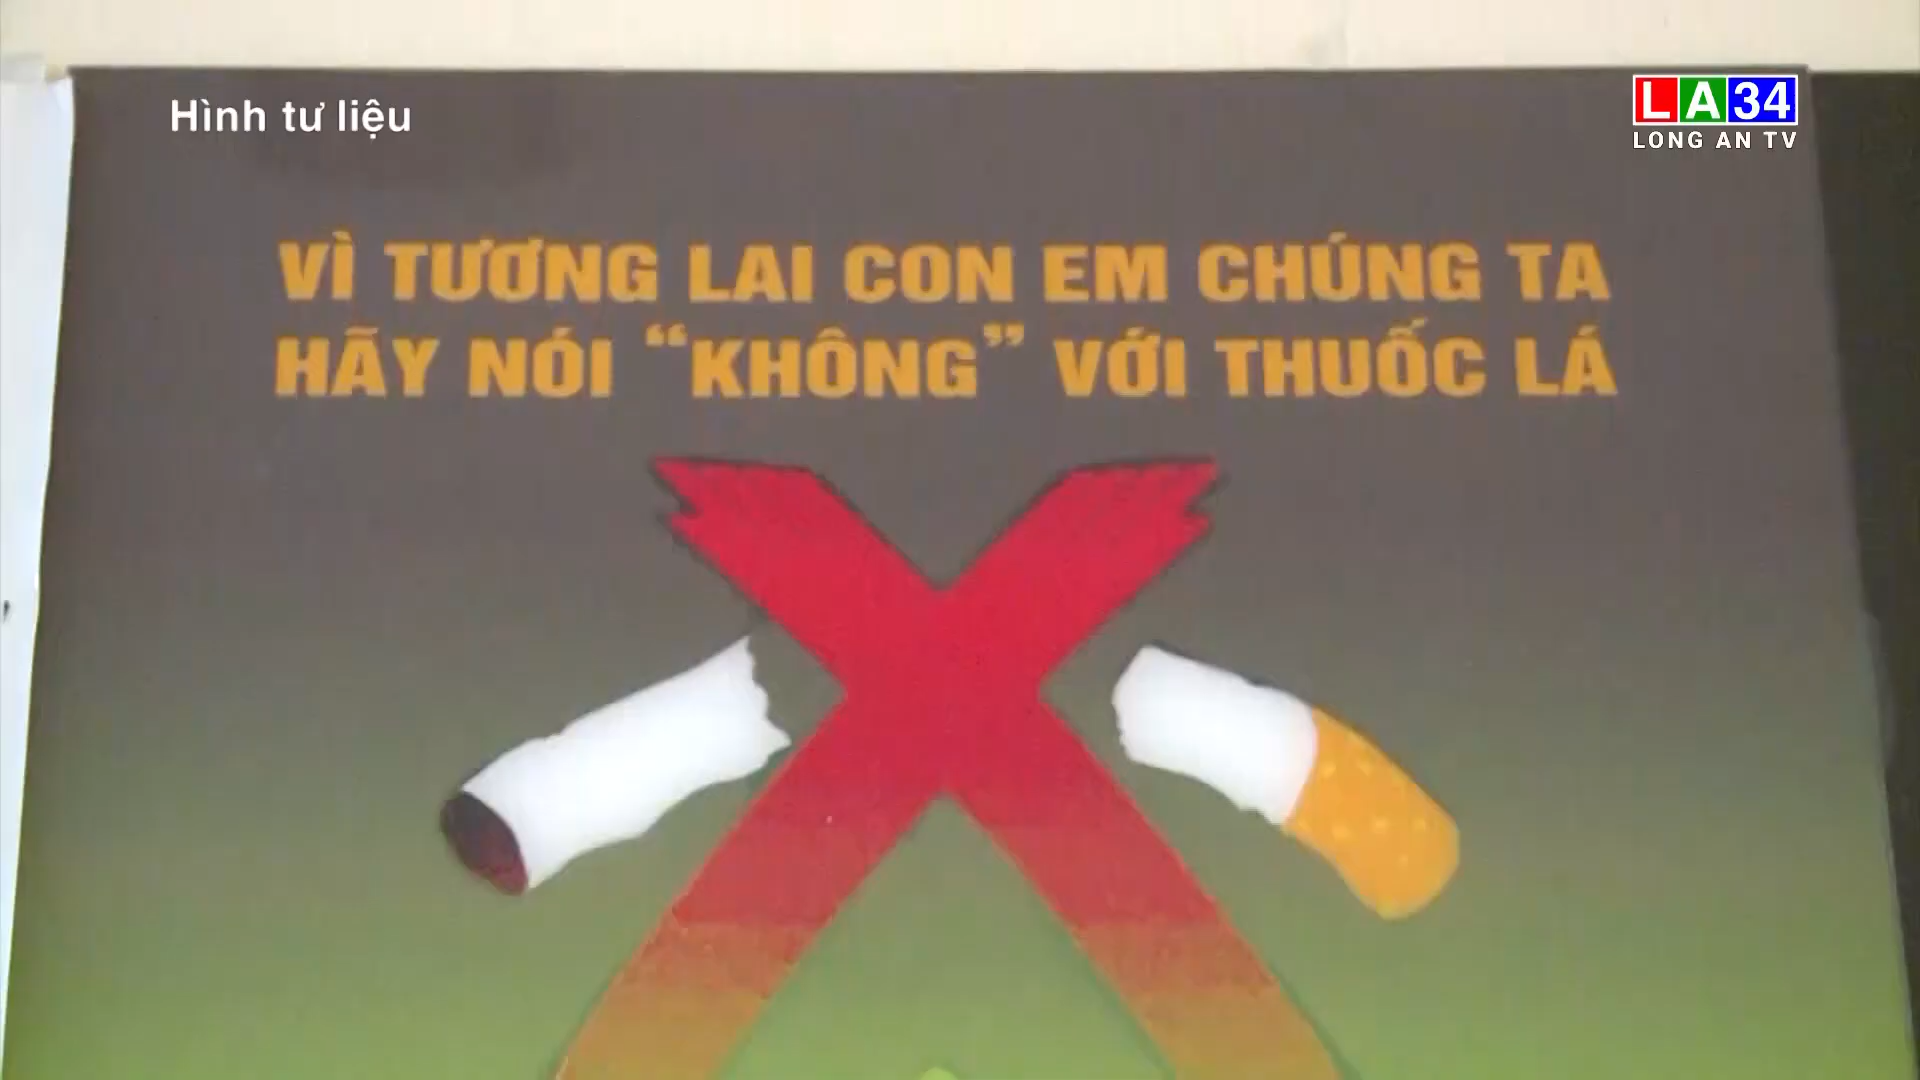 Hình tư liệu
LA34
LONG AN TV
VÌ TƯƠNG LAI CON EM CHÚNG TA
HÃY NÓI “KHÔNG” VỚI THUỐC LÁ